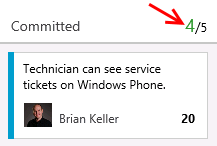 Committed 4/5
Technician can see service
tickets on Windows Phone.
Brian Keller 20